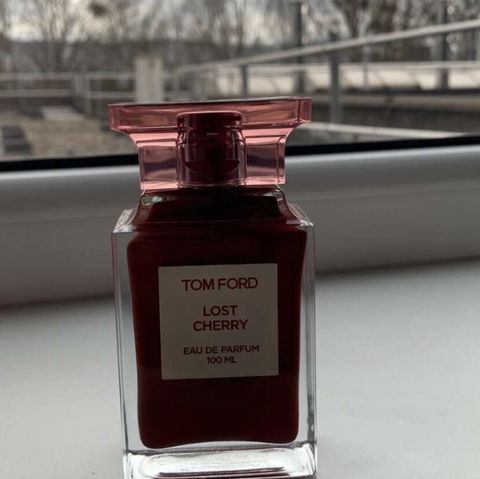 TOM FORD
LOST
CHERRY
EAU DE PARFUM
100 ML